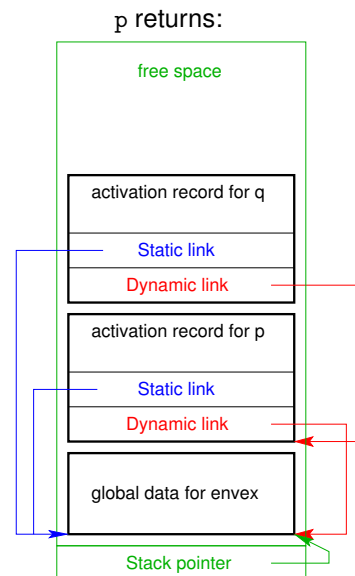 p returns:
free space
activation record for q
Static link
Dynamic link
activation record for p
Static link
Dynamic link
global data for envex
Stack pointer